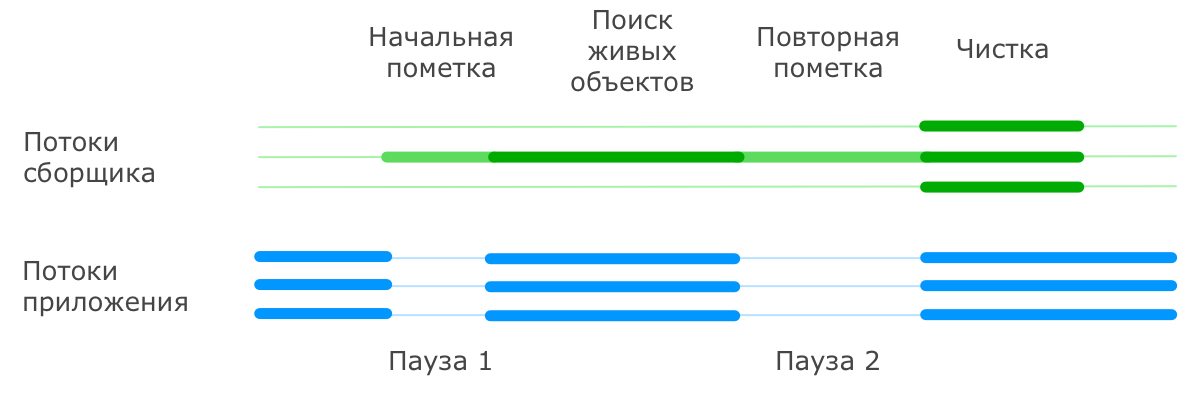 Начальная
пометка
Поиск
живых
объектов
Повторная
пометка
Чистка
Потоки
сборщика
Потоки
приложения
Пауза 1
Пауза 2